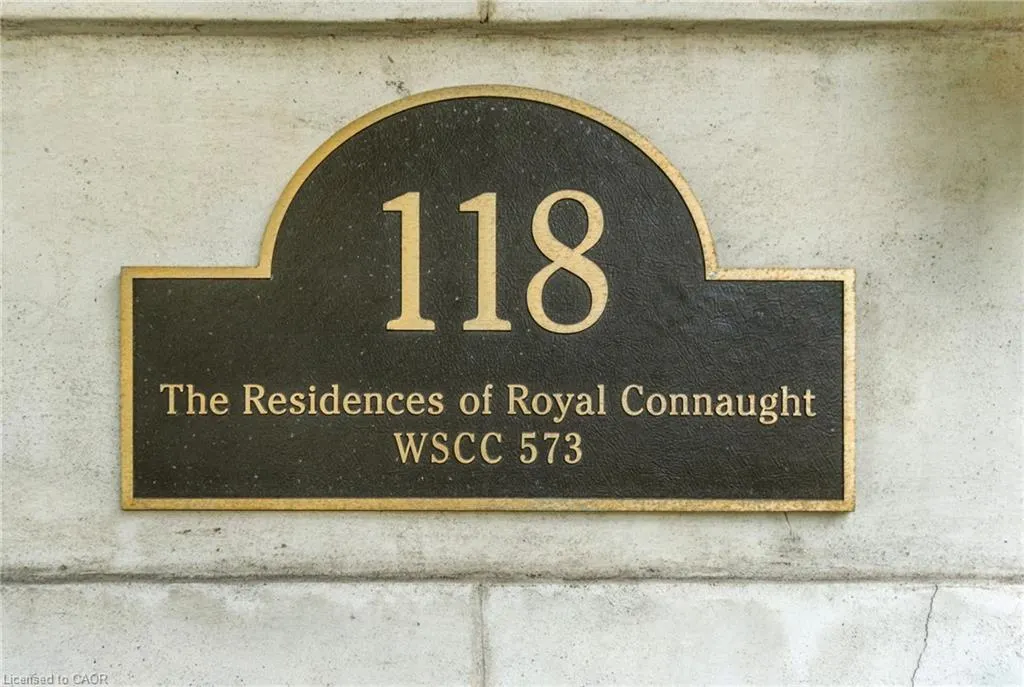 118
The Residences of Royal Connaught
WSCC 573
Licensed to CAOR